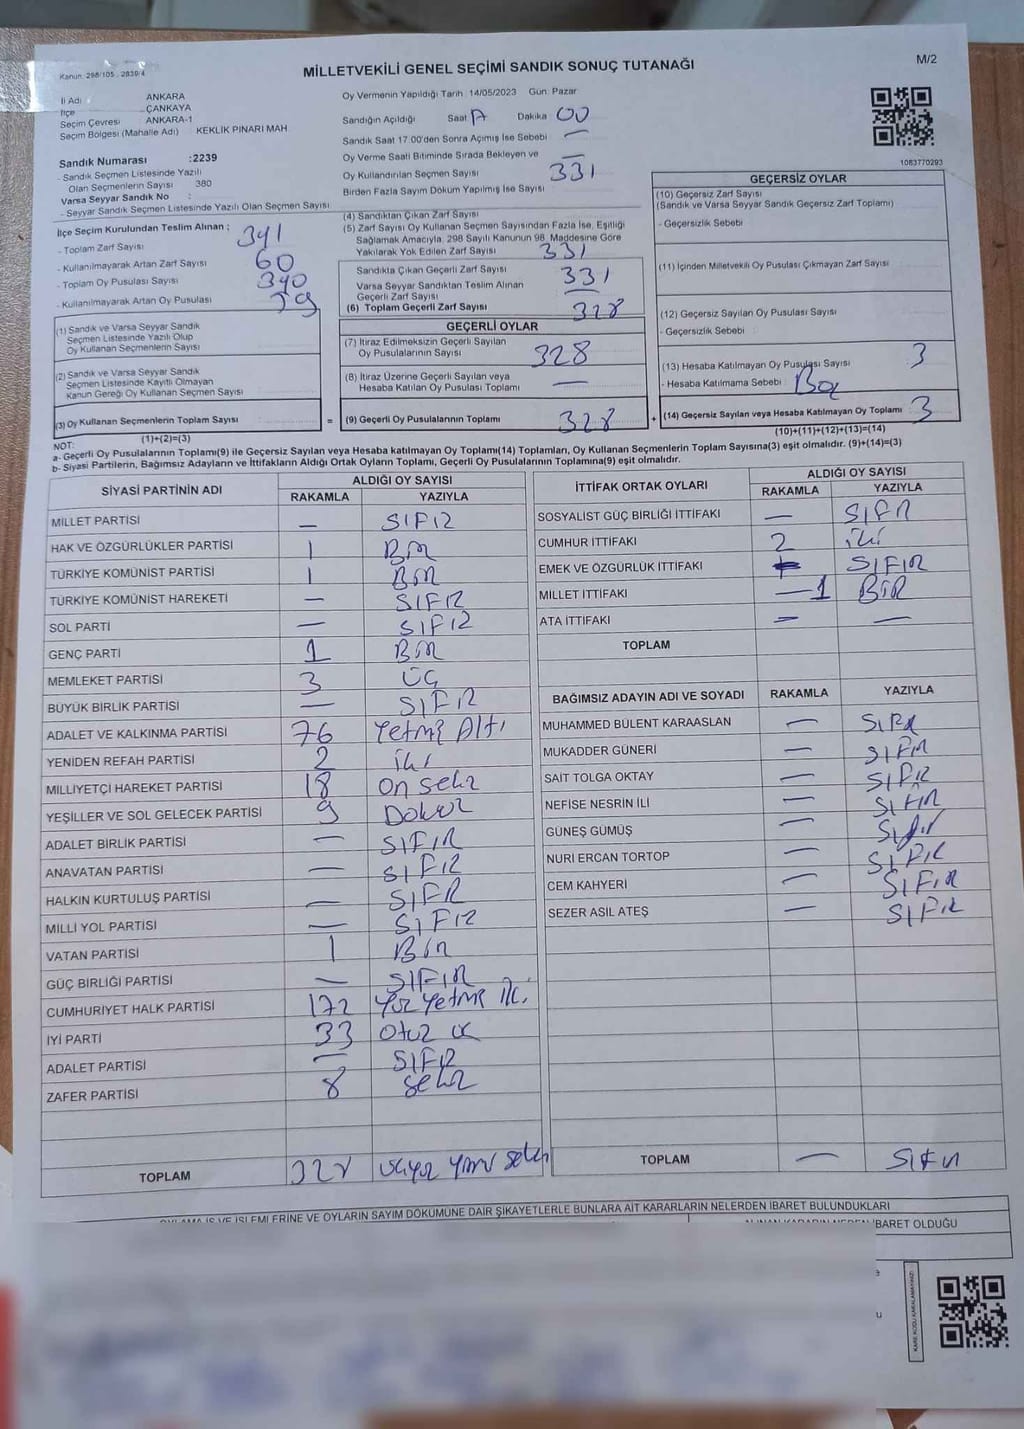 Kanun: 298/105 - 2839/4
MİLLETVEKİLİ GENEL SEÇİMİ SANDIK SONUÇ TUTANAĞI
M/2
İl Adı ANKARA
İlçe ÇANKAYA
Seçim Çevresi ANKARA-1
Seçim Bölgesi (Mahalle Adı) KEKLİK PINARI MAH
Sandık Numarası :2239
- Sandık Seçmen Listesinde Yazılı
Olan Seçmenlerin Sayısı 380
Varsa Seyyar Sandık No :
- Seyyar Sandık Seçmen Listesinde Yazılı Olan Seçmen Sayısı
Oy Vermenin Yapıldığı Tarih 14/05/2023 Gün: Pazar
Sandığın Açıldığı Saat Dakika 00
Sandık Saat 17.00'den Sonra Açımış İse Sebebi —
Oy Verme Saati Bitiminde Sırada Bekleyen ve —
Oy Kullandırılan Seçmen Sayısı 331
Birden Fazla Sayım Döküm Yapılmış İse Sayısı
1083770293
İlçe Seçim Kurulundan Teslim Alınan ;
- Toplam Zarf Sayısı 391
- Kullanılmayarak Artan Zarf Sayısı 60
- Toplam Oy Pusulası Sayısı 390
- Kullanılmayarak Artan Oy Pusulası 59
(4) Sandıktan Çıkan Zarf Sayısı
(5) Zarf Sayısı Oy Kullanan Seçmen Sayısından Fazla İse, Eşitliği
Sağlamak Amacıyla, 298 Sayılı Kanunun 98. Maddesine Göre
Yakılarak Yok Edilen Zarf Sayısı 331
Sandıkta Çıkan Geçerli Zarf Sayısı 331
Varsa Seyyar Sandıktan Teslim Alınan
Geçerli Zarf Sayısı —
(6) Toplam Geçerli Zarf Sayısı 328
GEÇERSİZ OYLAR
(10) Geçersiz Zarf Sayısı
(Sandık ve Varsa Seyyar Sandık Geçersiz Zarf Toplamı)
- Geçersizlik Sebebi
(11) İçinden Milletvekili Oy Pusulası Çıkmayan Zarf Sayısı
(12) Geçersiz Sayılan Oy Pusulası Sayısı
- Geçersizlik Sebebi
(13) Hesaba Katılmayan Oy Pusulası Sayısı 3
- Hesaba Katılmama Sebebi
(14) Geçersiz Sayılan veya Hesaba Katılmayan Oy Toplamı 3
(10)+(11)+(12)+(13)=(14)
(1) Sandık ve Varsa Seyyar Sandık
Seçmen Listesinde Yazılı Olup
Oy Kullanan Seçmenlerin Sayısı
(2) Sandık ve Varsa Seyyar Sandık
Seçmen Listesinde Kayıtlı Olmayan
Kanun Gereği Oy Kullanan Seçmen Sayısı
(3) Oy Kullanan Seçmenlerin Toplam Sayısı =
(1)+(2)=(3)
GEÇERLİ OYLAR
(7) İtiraz Edilmeksizin Geçerli Sayılan
Oy Pusulalarının Sayısı 328
(8) İtiraz Üzerine Geçerli Sayılan veya
Hesaba Katılan Oy Pusulası Toplamı —
(9) Geçerli Oy Pusulalarının Toplamı 328 +
NOT:
a- Geçerli Oy Pusulalarının Toplamı(9) ile Geçersiz Sayılan veya Hesaba katılmayan Oy Toplamı(14) Toplamları, Oy Kullanan Seçmenlerin Toplam Sayısına(3) eşit olmalıdır. (9)+(14)=(3)
b- Siyasi Partilerin, Bağımsız Adayların ve İttifakların Aldığı Ortak Oyların Toplamı, Geçerli Oy Pusulalarının Toplamına(9) eşit olmalıdır.
SİYASİ PARTİNİN ADI ALDIĞI OY SAYISI
RAKAMLA YAZIYLA
MİLLET PARTİSİ — SIFIR
HAK VE ÖZGÜRLÜKLER PARTİSİ 1 BİR
TÜRKİYE KOMÜNİST PARTİSİ 1 BİR
TÜRKİYE KOMÜNİST HAREKETİ — SIFIR
SOL PARTİ — SIFIR
GENÇ PARTİ 1 BİR
MEMLEKET PARTİSİ 3 ÜÇ
BÜYÜK BİRLİK PARTİSİ — SIFIR
ADALET VE KALKINMA PARTİSİ 76 Yetmiş Altı
YENİDEN REFAH PARTİSİ 2 iki
MİLLİYETÇİ HAREKET PARTİSİ 18 On sekiz
YEŞİLLER VE SOL GELECEK PARTİSİ 9 Dokuz
ADALET BİRLİK PARTİSİ — SIFIR
ANAVATAN PARTİSİ — SIFIR
HALKIN KURTULUŞ PARTİSİ — SIFIR
MİLLİ YOL PARTİSİ — SIFIR
VATAN PARTİSİ 1 BİR
GÜÇ BİRLİĞİ PARTİSİ — SIFIR
CUMHURİYET HALK PARTİSİ 172 Yüz yetmiş iki
İYİ PARTİ 33 Otuz üç
ADALET PARTİSİ — SIFIR
ZAFER PARTİSİ 8 sekiz
TOPLAM 328 üçyüz yirmi sekiz
İTTİFAK ORTAK OYLARI ALDIĞI OY SAYISI
RAKAMLA YAZIYLA
SOSYALİST GÜÇ BİRLİĞİ İTTİFAKI — SIFIR
CUMHUR İTTİFAKI 2 iki
EMEK VE ÖZGÜRLÜK İTTİFAKI SIFIR
MİLLET İTTİFAKI — 1 BİR
ATA İTTİFAKI — —
TOPLAM
BAĞIMSIZ ADAYIN ADI VE SOYADI RAKAMLA YAZIYLA
MUHAMMED BÜLENT KARAASLAN — SIFIR
MUKADDER GÜNERİ — SIFIR
SAİT TOLGA OKTAY — SIFIR
NEFİSE NESRİN İLİ — SIFIR
GÜNEŞ GÜMÜŞ — Sıfır
NURİ ERCAN TORTOP — SIFIR
CEM KAHYERİ — SIFIR
SEZER ASIL ATEŞ — SIFIR
TOPLAM — SIFIR
OYLAMA İŞ VE İŞLEMLERİNE VE OYLARIN SAYIM DÖKÜMÜNE DAİR ŞİKAYETLERLE BUNLARA AİT KARARLARIN NELERDEN İBARET BULUNDUKLARI
ALINAN KARARIN NEDEN İBARET OLDUĞU
KARE KODU KARALAMAYINIZ!